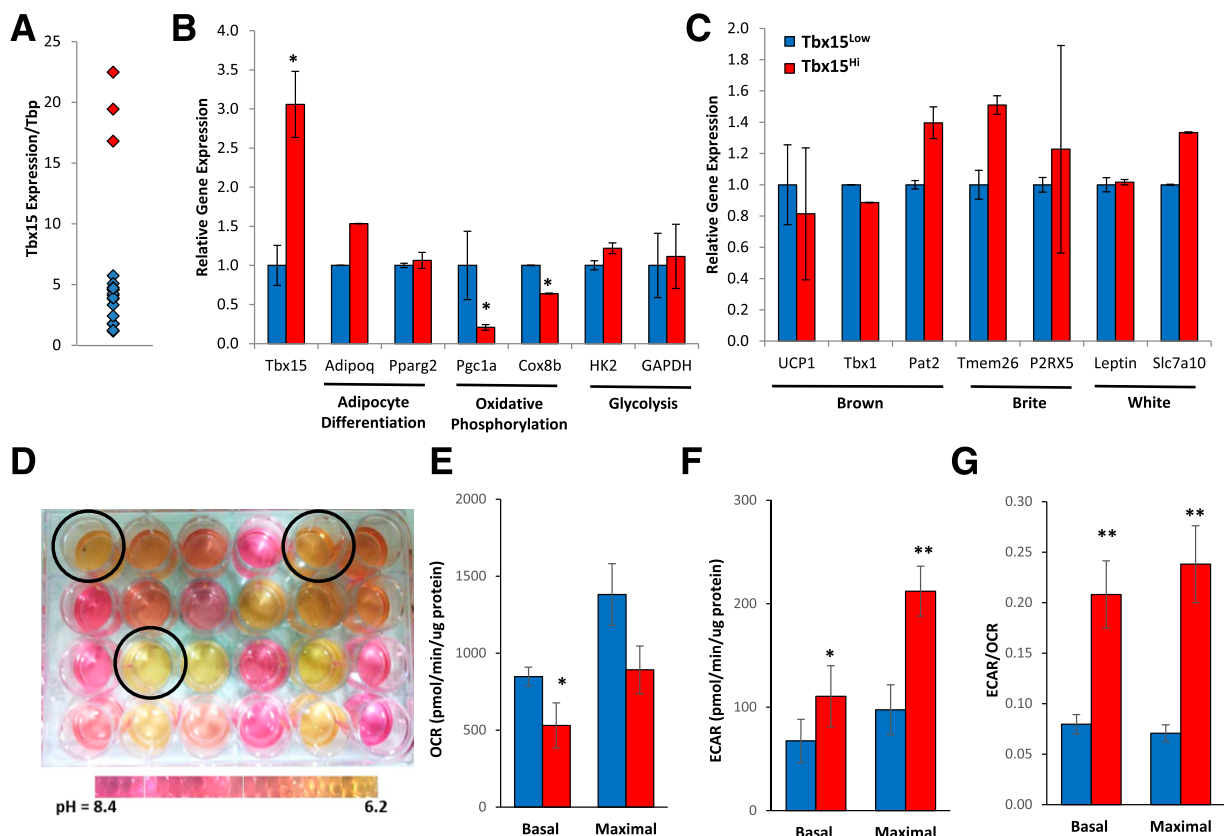 A
Tbx15 Expression/Tbp
25
20
15
10
5
0
B
Relative Gene Expression
4.0
3.5
3.0
2.5
2.0
1.5
1.0
0.5
0.0
*
*
*
Tbx15 Adipoq Pparg2 Pgc1a Cox8b HK2 GAPDH
Adipocyte Oxidative Glycolysis
Differentiation Phosphorylation
C
Relative Gene Expression
2.0
1.8
1.6
1.4
1.2
1.0
0.8
0.6
0.4
0.2
0.0
Tbx15Low
Tbx15Hi
UCP1 Tbx1 Pat2 Tmem26 P2RX5 Leptin Slc7a10
Brown Brite White
D
pH = 8.4 6.2
E
OCR (pmol/min/ug protein)
2000
1500
1000
500
0
*
Basal Maximal
F
ECAR (pmol/min/ug protein)
300
200
100
0
*
**
Basal Maximal
G
ECAR/OCR
0.30
0.25
0.20
0.15
0.10
0.05
0.00
**
**
Basal Maximal